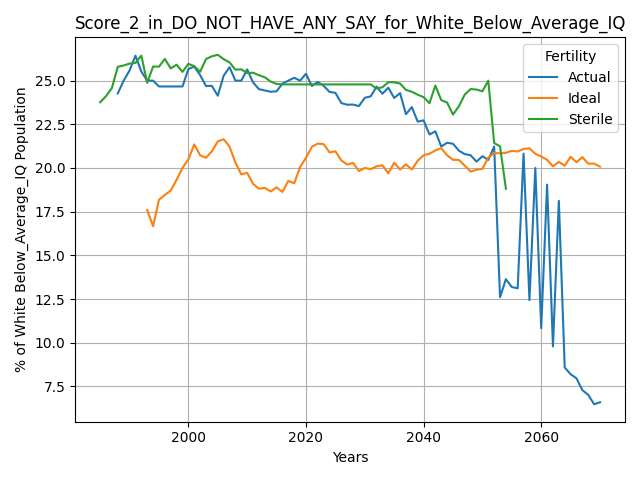 Score_2_in_DO_NOT_HAVE_ANY_SAY_for_White_Below_Average_IQ
% of White Below_Average_IQ Population
25.0
22.5
20.0
17.5
15.0
12.5
10.0
7.5
Fertility
Actual
Ideal
Sterile
2000
2020
2040
2060
Years